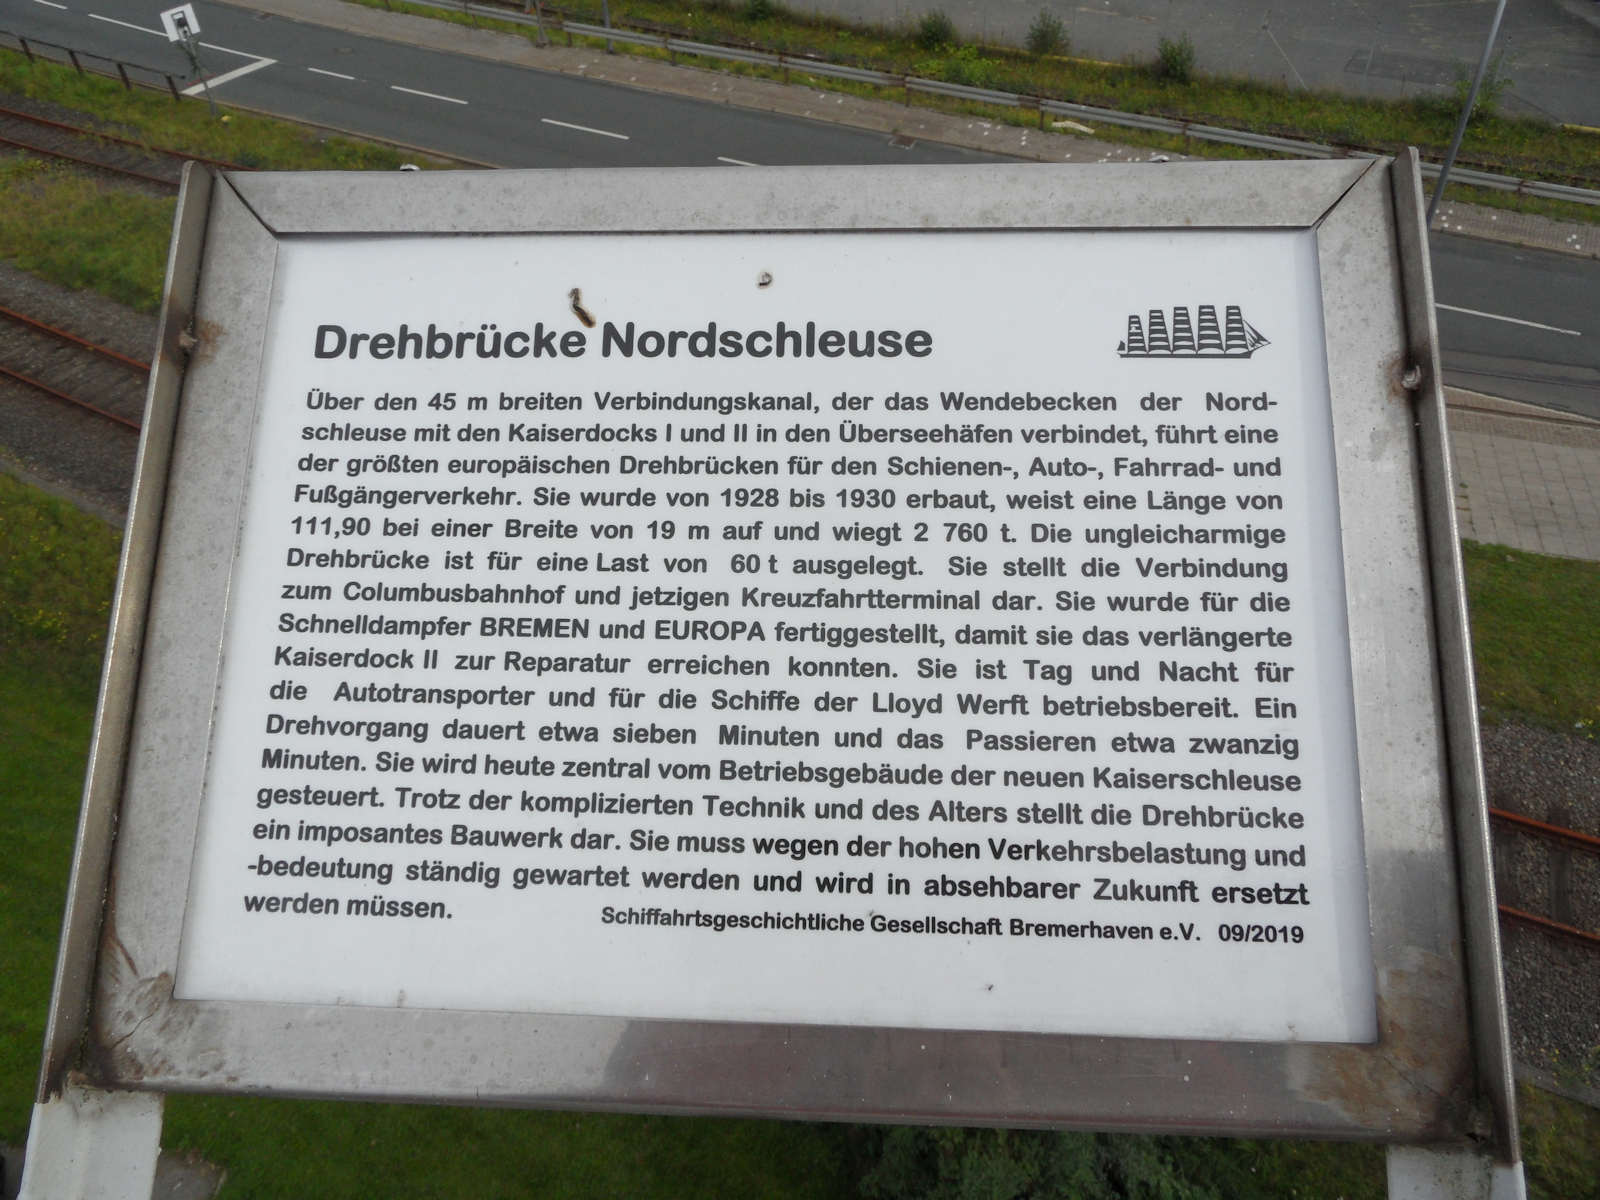 Drehbrücke Nordschleuse
Über den 45 m breiten Verbindungskanal, der das Wendebecken der Nord-
schleuse mit den Kaiserdocks I und II in den Überseehäfen verbindet, führt eine
der größten europäischen Drehbrücken für den Schienen-, Auto-, Fahrrad- und
Fußgängerverkehr. Sie wurde von 1928 bis 1930 erbaut, weist eine Länge von
111,90 bei einer Breite von 19 m auf und wiegt 2 760 t. Die ungleicharmige
Drehbrücke ist für eine Last von 60 t ausgelegt. Sie stellt die Verbindung
zum Columbusbahnhof und jetzigen Kreuzfahrtterminal dar. Sie wurde für die
Schnelldampfer BREMEN und EUROPA fertiggestellt, damit sie das verlängerte
Kaiserdock II zur Reparatur erreichen konnten. Sie ist Tag und Nacht für
die Autotransporter und für die Schiffe der Lloyd Werft betriebsbereit. Ein
Drehvorgang dauert etwa sieben Minuten und das Passieren etwa zwanzig
Minuten. Sie wird heute zentral vom Betriebsgebäude der neuen Kaiserschleuse
gesteuert. Trotz der komplizierten Technik und des Alters stellt die Drehbrücke
ein imposantes Bauwerk dar. Sie muss wegen der hohen Verkehrsbelastung und
-bedeutung ständig gewartet werden und wird in absehbarer Zukunft ersetzt
werden müssen.
Schiffahrtsgeschichtliche Gesellschaft Bremerhaven e.V. 09/2019